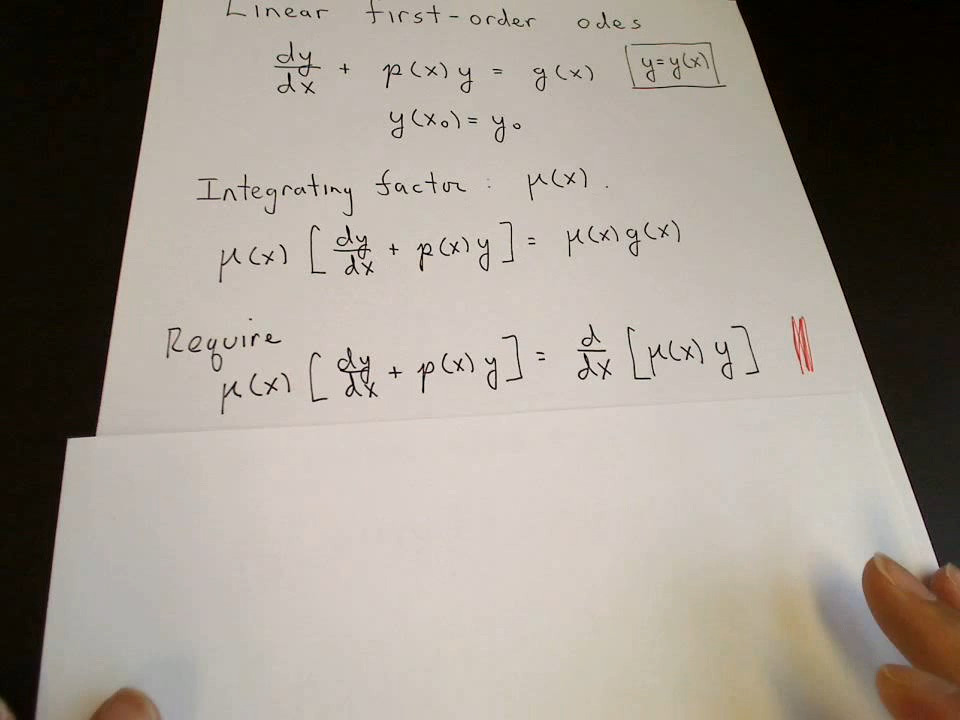 Linear first-order odes
dy/dx + p(x)y = g(x) y=y(x)
y(x₀)=y₀
Integrating factor: μ(x).
μ(x) [dy/dx + p(x)y] = μ(x)g(x)
Require
μ(x) [dy/dx + p(x)y] = d/dx [μ(x)y]